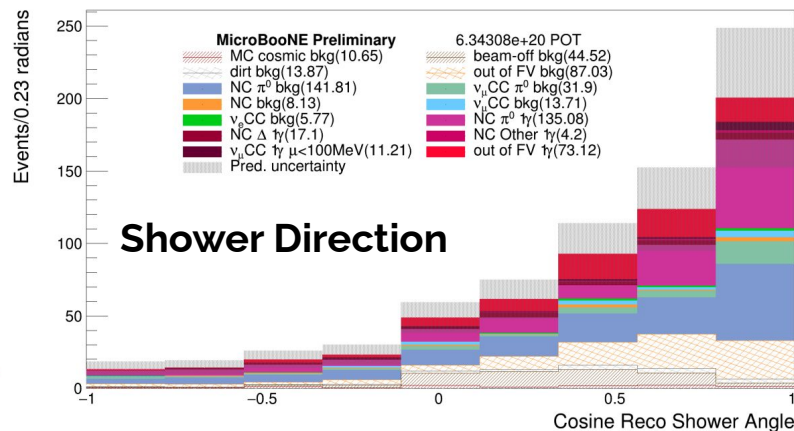 MicroBooNE Preliminary 6.34308e+20 POT
MC cosmic bkg(10.65) beam-off bkg(44.52)
dirt bkg(13.87) out of FV bkg(87.03)
NC π⁰ bkg(141.81) νμCC π⁰ bkg(31.9)
NC bkg(8.13) νμCC bkg(13.71)
νeCC bkg(5.77) NC π⁰ 1γ(135.08)
NC Δ 1γ(17.1) NC Other 1γ(4.2)
νμCC 1γ μ<100MeV(11.21) out of FV 1γ(73.12)
Pred. uncertainty
Shower Direction
Events/0.23 radians
250
200
150
100
50
0
−1 −0.5 0 0.5 1
Cosine Reco Shower Angle